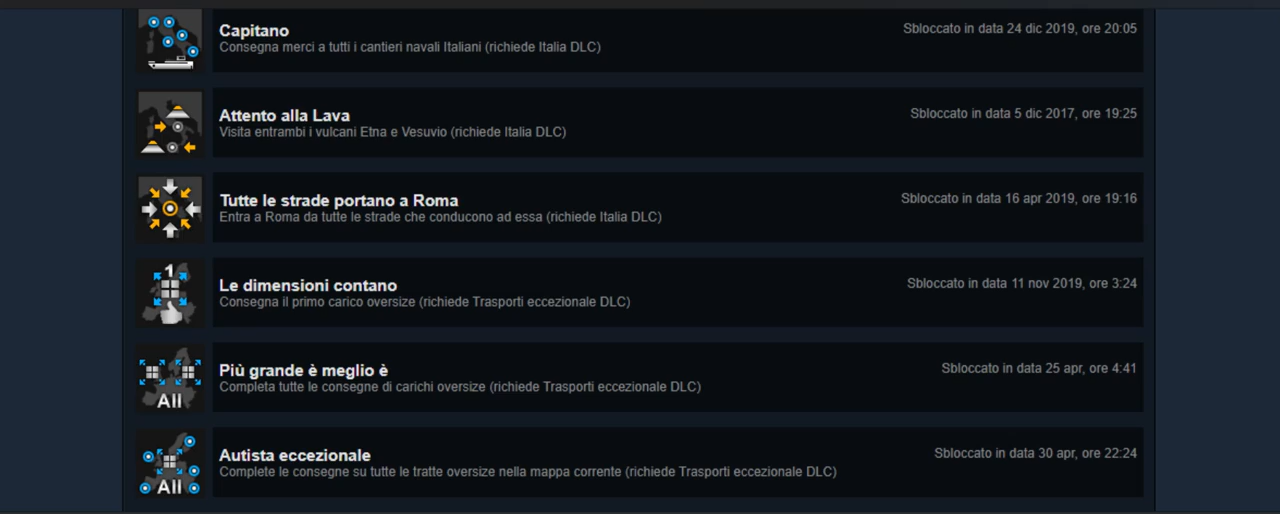 Capitano
Sbloccato in data 24 dic 2019, ore 20:05
Consegna merci a tutti i cantieri navali Italiani (richiede Italia DLC)
Attento alla Lava
Sbloccato in data 5 dic 2017, ore 19:25
Visita entrambi i vulcani Etna e Vesuvio (richiede Italia DLC)
Tutte le strade portano a Roma
Sbloccato in data 16 apr 2019, ore 19:16
Entra a Roma da tutte le strade che conducono ad essa (richiede Italia DLC)
1
Le dimensioni contano
Sbloccato in data 11 nov 2019, ore 3:24
Consegna il primo carico oversize (richiede Trasporti eccezionale DLC)
All
Più grande è meglio è
Sbloccato in data 25 apr, ore 4:41
Completa tutte le consegne di carichi oversize (richiede Trasporti eccezionale DLC)
All
Autista eccezionale
Sbloccato in data 30 apr, ore 22:24
Complete le consegne su tutte le tratte oversize nella mappa corrente (richiede Trasporti eccezionale DLC)